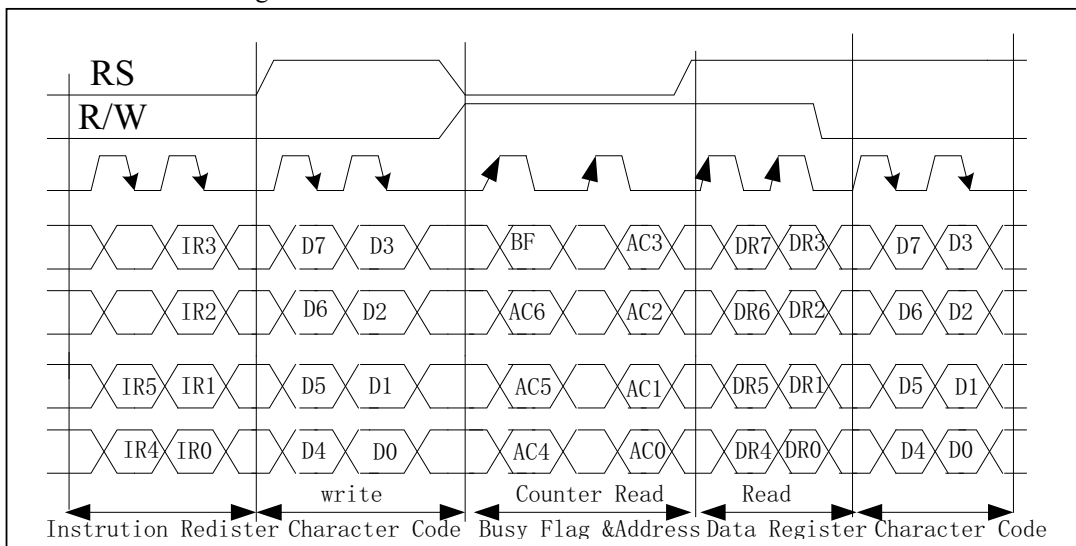 RS
R/W
IR3 D7 D3 BF AC3 DR7 DR3 D7 D3
IR2 D6 D2 AC6 AC2 DR6 DR2 D6 D2
IR5 IR1 D5 D1 AC5 AC1 DR5 DR1 D5 D1
IR4 IR0 D4 D0 AC4 AC0 DR4 DR0 D4 D0
write Counter Read Read
Instrution Redister Character Code Busy Flag &Address Data Register Character Code